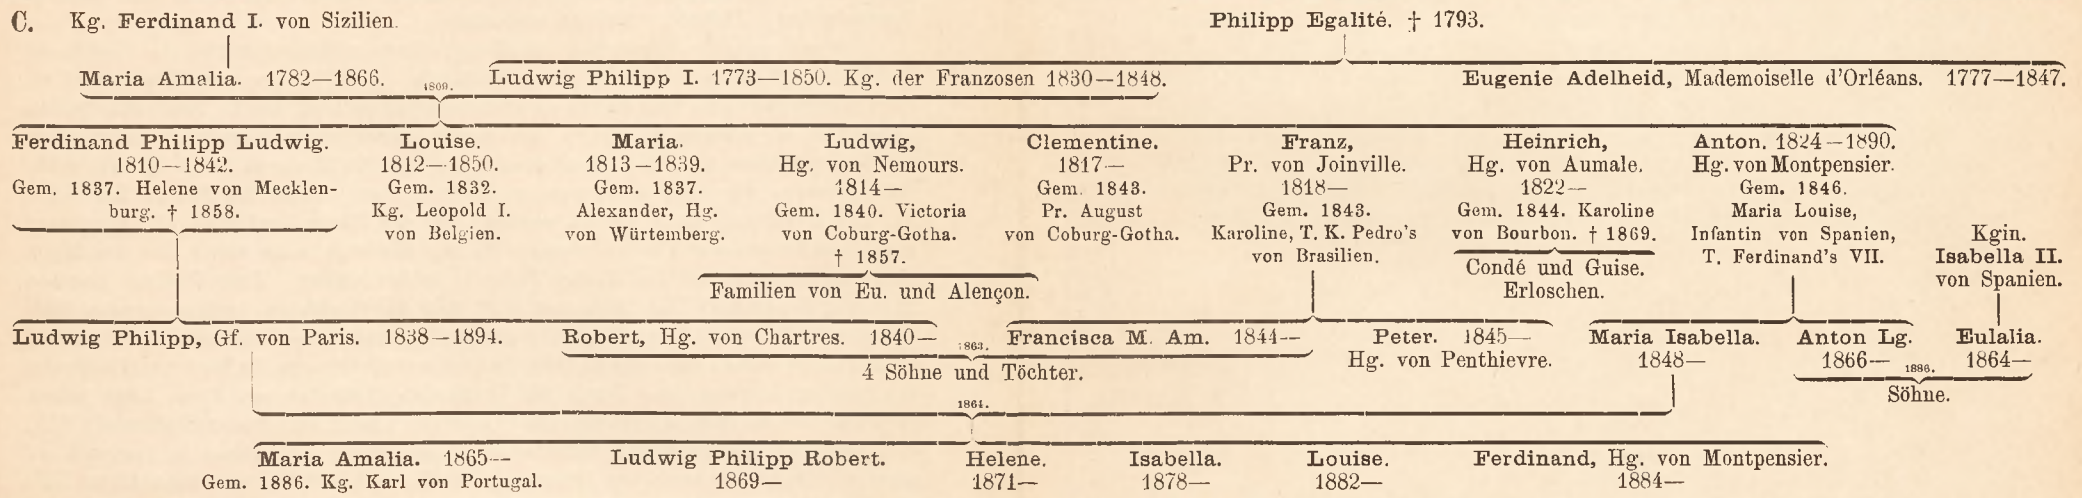 C. Kg. Ferdinand I. von Sizilien.
Philipp Egalité. † 1793.
Maria Amalia. 1782—1866. 1809. Ludwig Philipp I. 1773—1850. Kg. der Franzosen 1830—1848.
Eugenie Adelheid, Mademoiselle d'Orléans. 1777—1847.
Ferdinand Philipp Ludwig.
1810—1842.
Gem. 1837. Helene von Mecklen-
burg. † 1858.
Louise.
1812—1850.
Gem. 1832.
Kg. Leopold I.
von Belgien.
Maria.
1813—1839.
Gem. 1837.
Alexander, Hg.
von Würtemberg.
Ludwig,
Hg. von Nemours.
1814—
Gem. 1840. Victoria
von Coburg-Gotha.
† 1857.
Familien von Eu. und Alençon.
Clementine.
1817—
Gem. 1843.
Pr. August
von Coburg-Gotha.
Franz,
Pr. von Joinville.
1818—
Gem. 1843.
Karoline, T. K. Pedro's
von Brasilien.
Heinrich,
Hg. von Aumale.
1822—
Gem. 1844. Karoline
von Bourbon. † 1869.
Condé und Guise.
Erloschen.
Anton. 1824—1890.
Hg. von Montpensier.
Gem. 1846.
Maria Louise,
Infantin von Spanien,
T. Ferdinand's VII.
Kgin.
Isabella II.
von Spanien.
Ludwig Philipp, Gf. von Paris. 1838—1894.
Robert, Hg. von Chartres. 1840— 1863. Francisca M. Am. 1844—
4 Söhne und Töchter.
Peter. 1845—
Hg. von Penthievre.
Maria Isabella.
1848—
Anton Lg.
1866— 1886.
Eulalia.
1864—
Söhne.
1864.
Maria Amalia. 1865—
Gem. 1886. Kg. Karl von Portugal.
Ludwig Philipp Robert.
1869—
Helene.
1871—
Isabella.
1878—
Louise.
1882—
Ferdinand, Hg. von Montpensier.
1884—